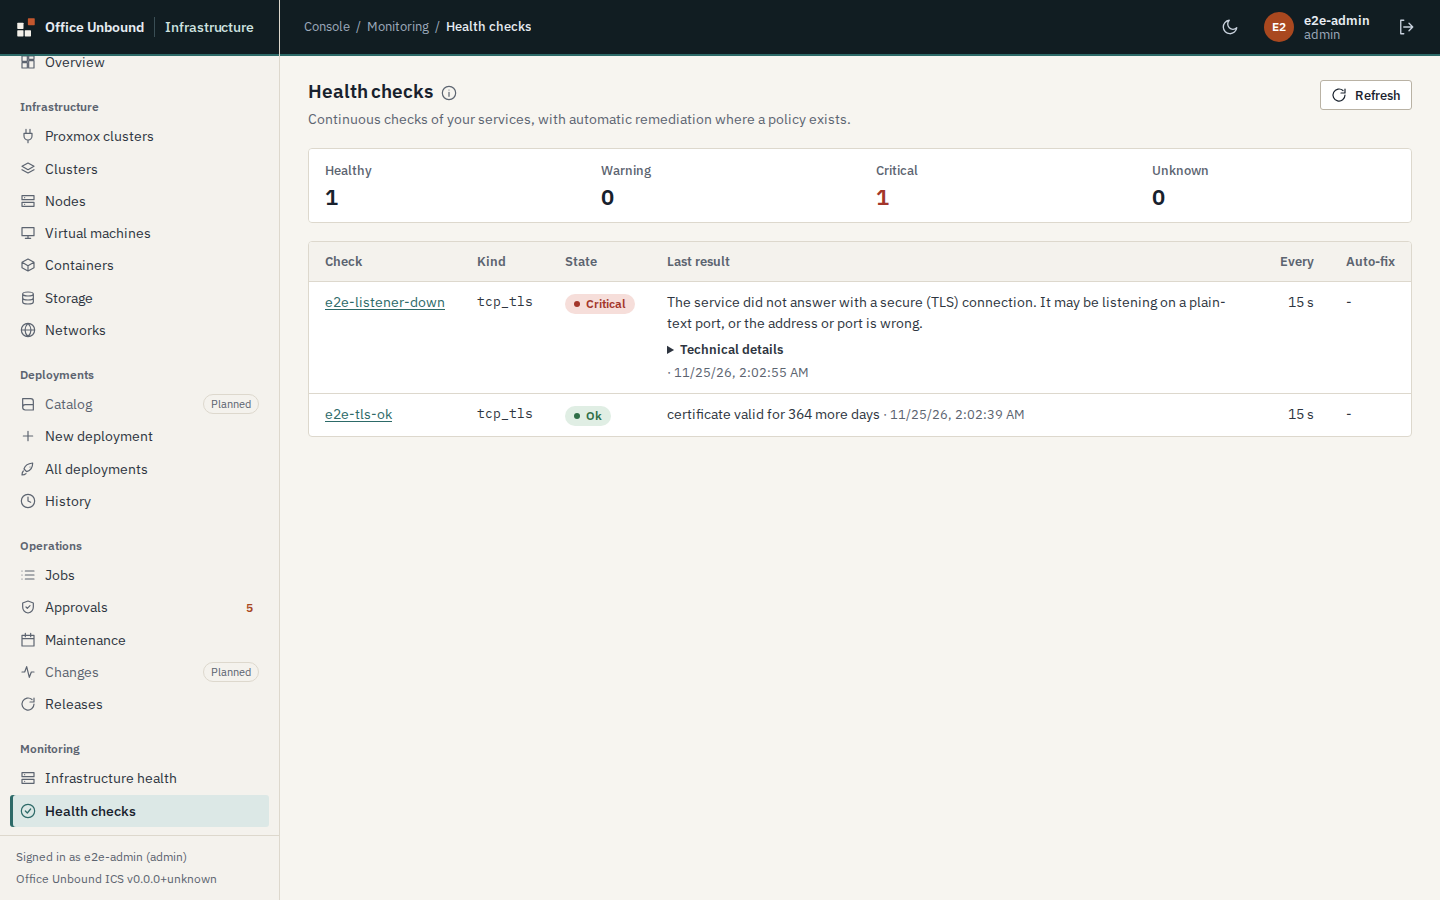 Office Unbound
Infrastructure
Console / Monitoring / Health checks
E2
e2e-admin
admin
Overview
Infrastructure
Proxmox clusters
Clusters
Nodes
Virtual machines
Containers
Storage
Networks
Deployments
Catalog
Planned
New deployment
All deployments
History
Operations
Jobs
Approvals
5
Maintenance
Changes
Planned
Releases
Monitoring
Infrastructure health
Health checks
Signed in as e2e-admin (admin)
Office Unbound ICS v0.0.0+unknown
Health checks
Refresh
Continuous checks of your services, with automatic remediation where a policy exists.
Healthy
1
Warning
0
Critical
1
Unknown
0
Check Kind State Last result Every Auto-fix
e2e-listener-down tcp_tls Critical The service did not answer with a secure (TLS) connection. It may be listening on a plain- 15 s -
text port, or the address or port is wrong.
Technical details
· 11/25/26, 2:02:55 AM
e2e-tls-ok tcp_tls Ok certificate valid for 364 more days · 11/25/26, 2:02:39 AM 15 s -